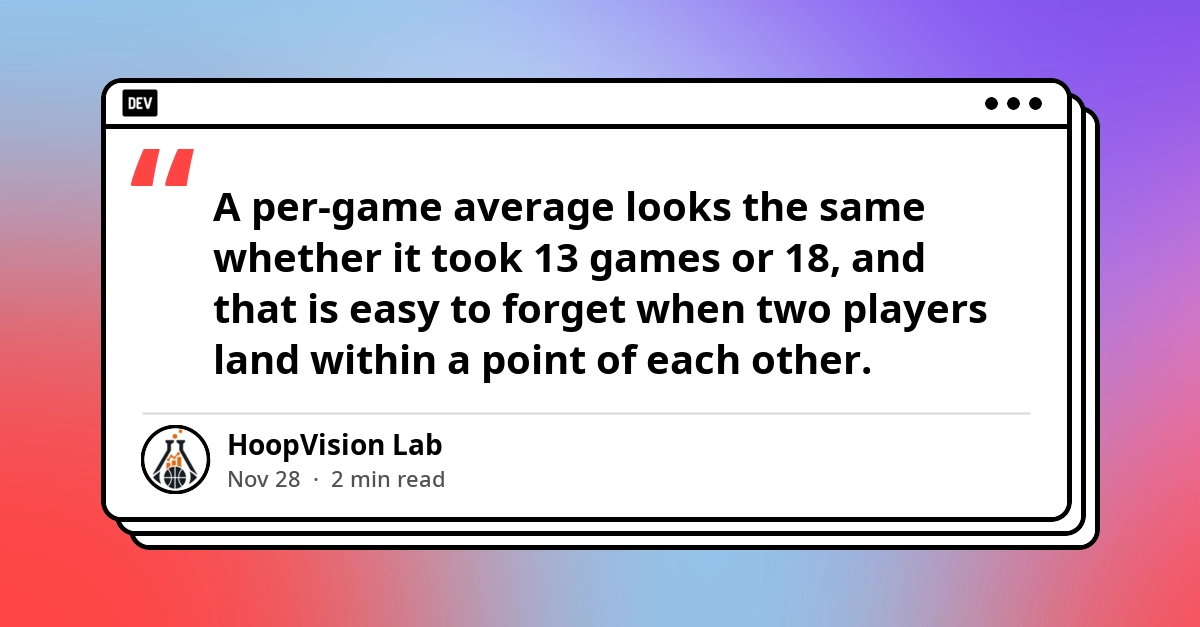 DEV
“
A per-game average looks the same
whether it took 13 games or 18, and
that is easy to forget when two players
land within a point of each other.
HoopVision Lab
Nov 28 · 2 min read